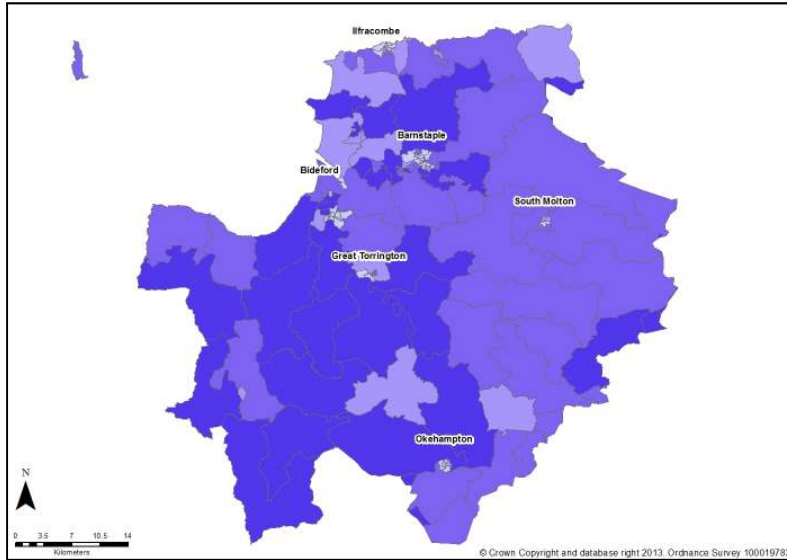 Ilfracombe
Barnstaple
Bideford
South Molton
Great Torrington
Okehampton
N
0 3.5 7 10.5 14
Kilometers
© Crown Copyright and database right 2013. Ordnance Survey 100019783